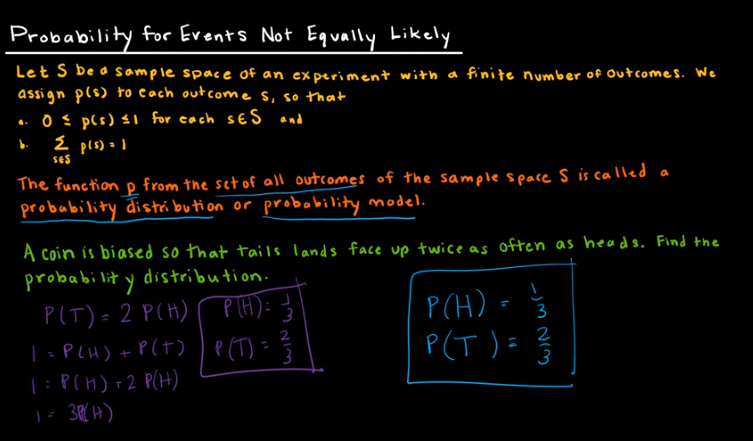 Probability for Events Not Equally Likely
Let S be a sample space of an experiment with a finite number of outcomes. We
assign p(s) to each outcome s, so that
a. 0 ≤ p(s) ≤ 1 for each s∈S and
b. Σ p(s) = 1
s∈S
The function p from the set of all outcomes of the sample space S is called a
probability distribution or probability model.
A coin is biased so that tails lands face up twice as often as heads. Find the
probability distribution.
P(T) = 2 P(H)
1 = P(H) + P(T)
1 = P(H) + 2 P(H)
1 = 3P(H)
P(H) = 1/3
P(T) = 2/3
P(H) = 1/3
P(T) = 2/3